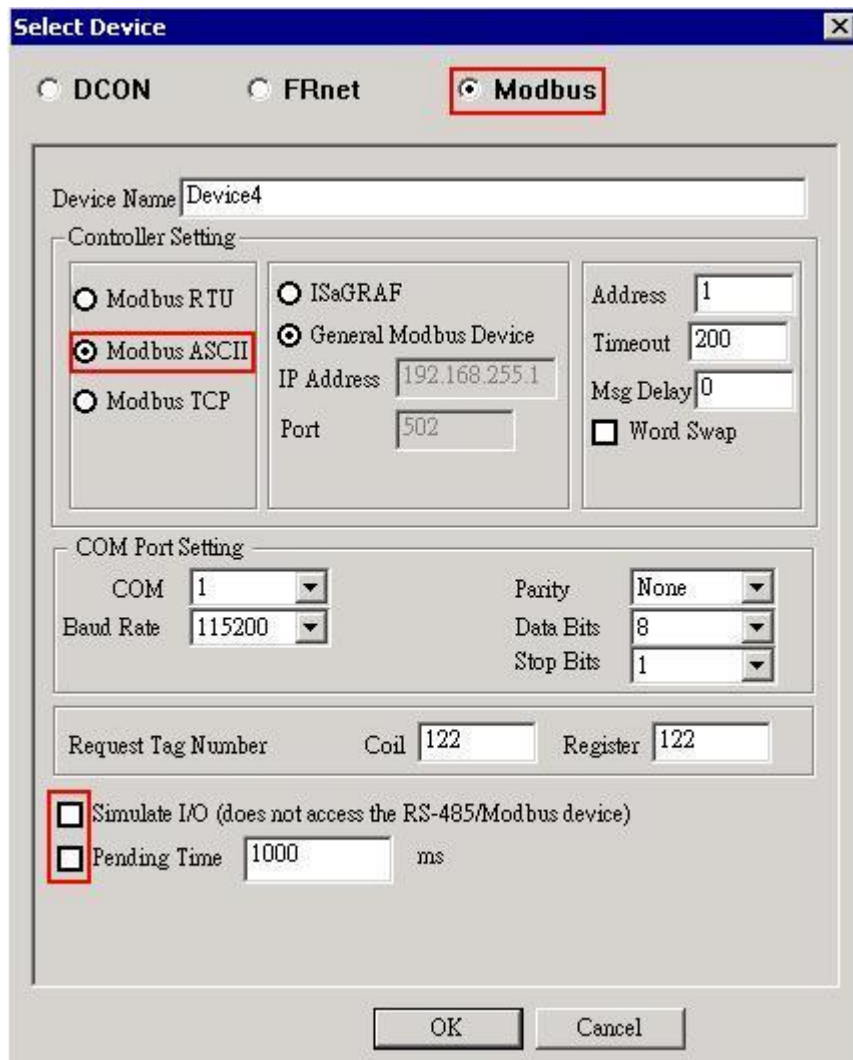 Select Device
DCON FRnet Modbus
Device Name Device4
Controller Setting
Modbus RTU
Modbus ASCII
Modbus TCP
ISaGRAF
General Modbus Device
IP Address 192.168.255.1
Port 502
Address 1
Timeout 200
Msg Delay 0
Word Swap
COM Port Setting
COM 1
Baud Rate 115200
Parity None
Data Bits 8
Stop Bits 1
Request Tag Number Coil 122 Register 122
Simulate I/O (does not access the RS-485/Modbus device)
Pending Time 1000 ms
OK Cancel